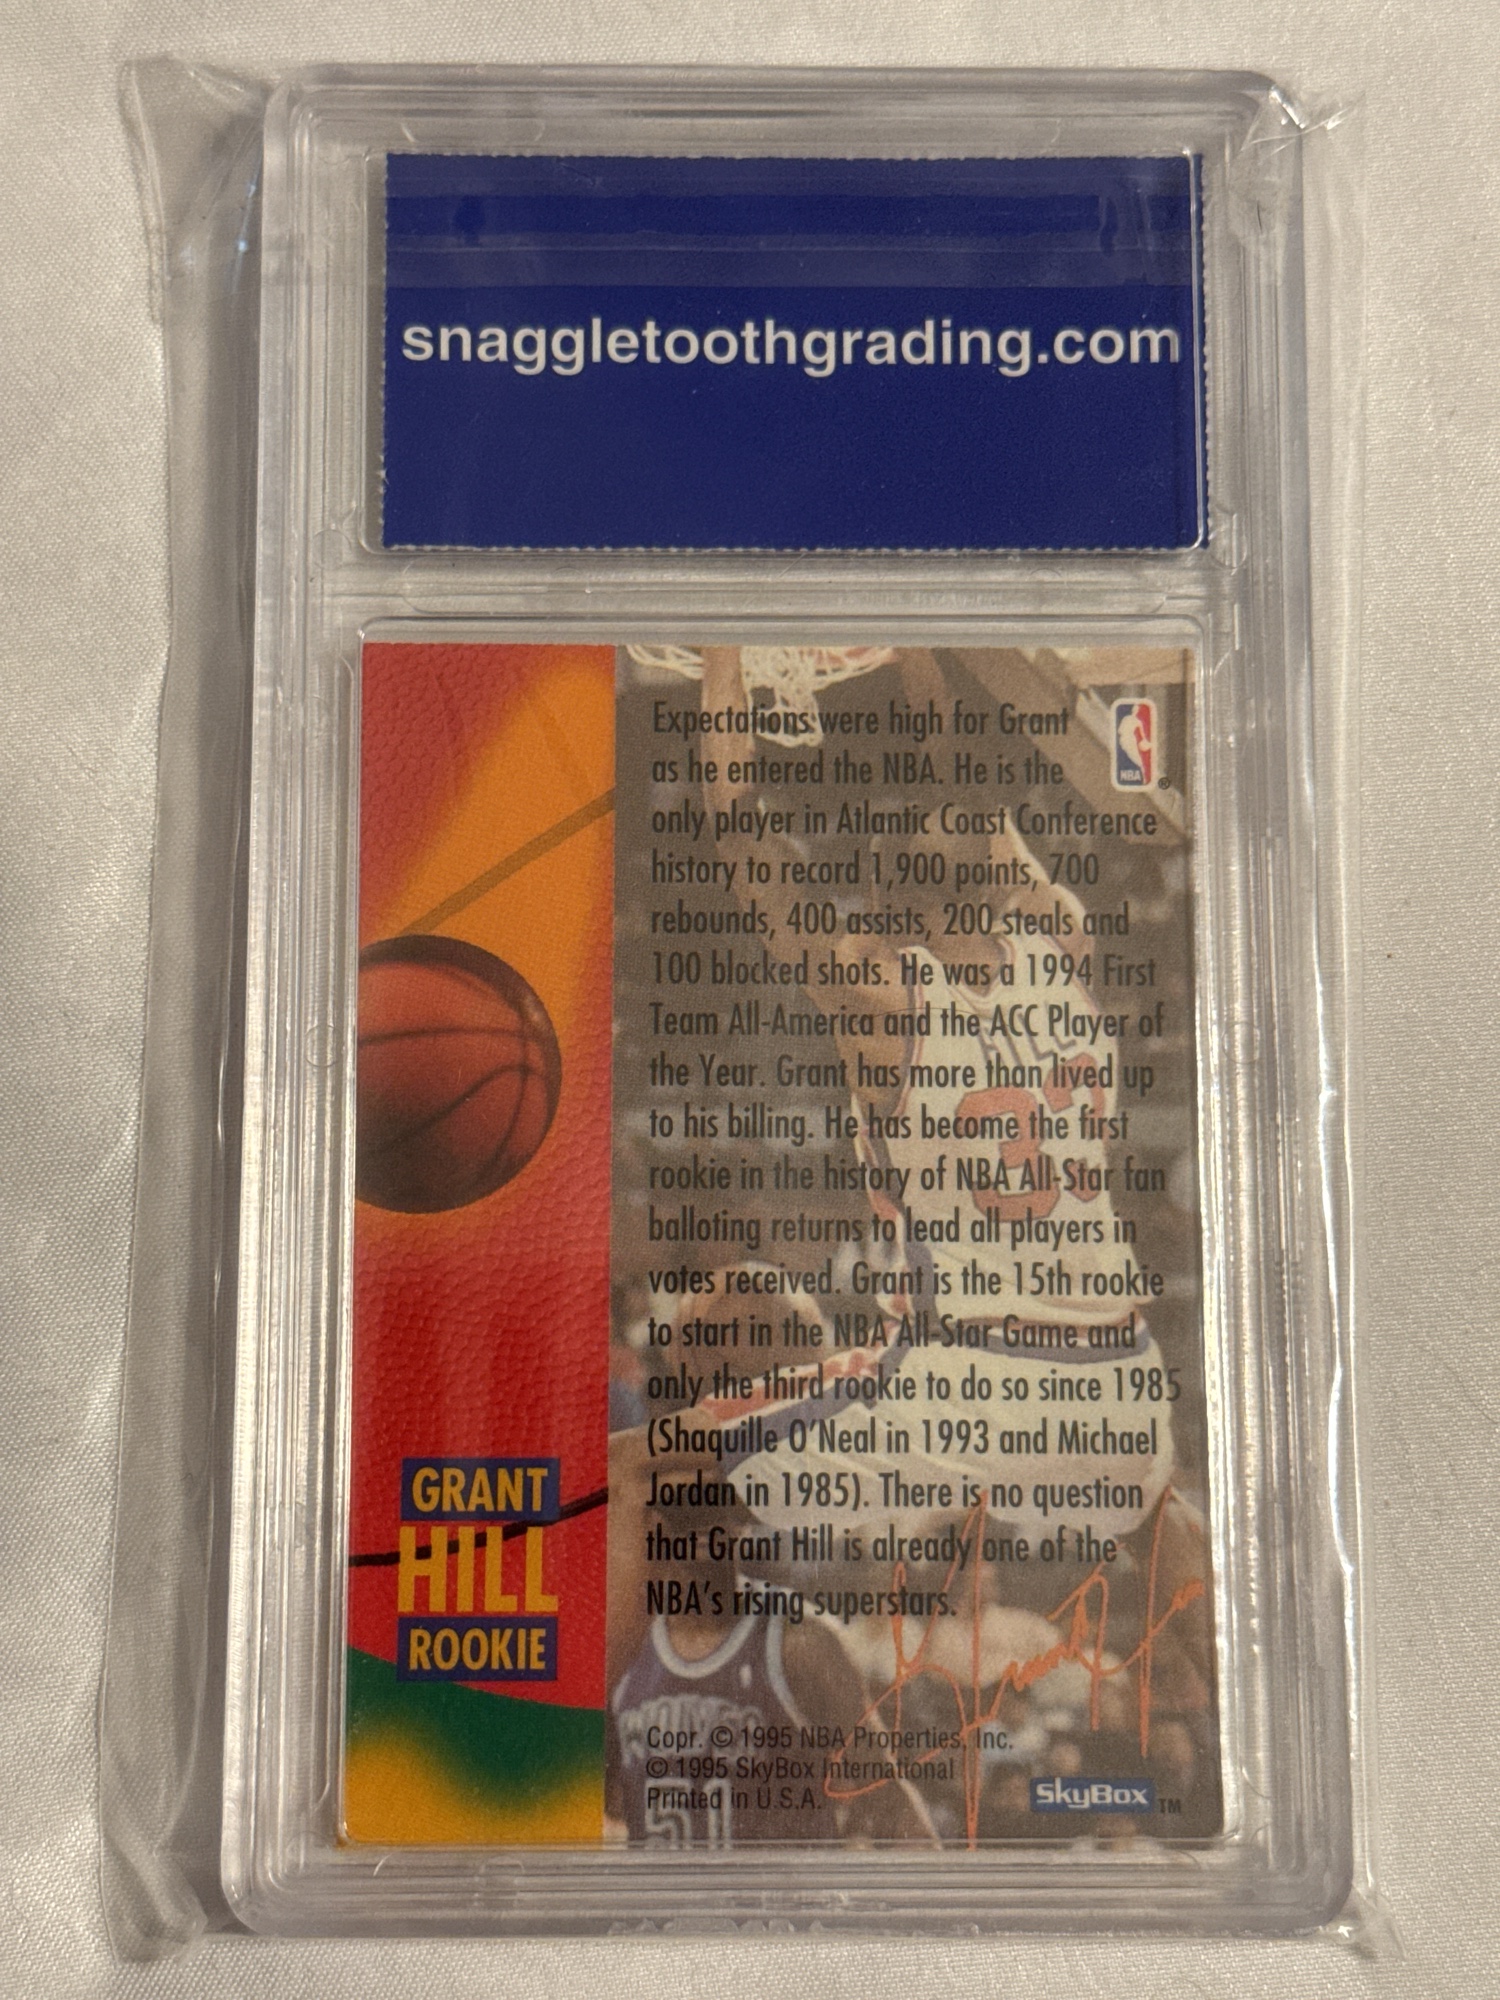 snaggletoothgrading.com
Expectations were high for Grant
as he entered the NBA. He is the
only player in Atlantic Coast Conference
history to record 1,900 points, 700
rebounds, 400 assists, 200 steals and
100 blocked shots. He was a 1994 First
Team All-America and the ACC Player of
the Year. Grant has more than lived up
to his billing. He has become the first
rookie in the history of NBA All-Star fan
balloting returns to lead all players in
votes received. Grant is the 15th rookie
to start in the NBA All-Star Game and
only the third rookie to do so since 1985
(Shaquille O'Neal in 1993 and Michael
Jordan in 1985). There is no question
that Grant Hill is already one of the
NBA's rising superstars.
NBA ®
HILL
33
GRANT
HILL
ROOKIE
Copr. © 1995 NBA Properties, Inc.
© 1995 SkyBox International
Printed in U.S.A.
51
SkyBox TM